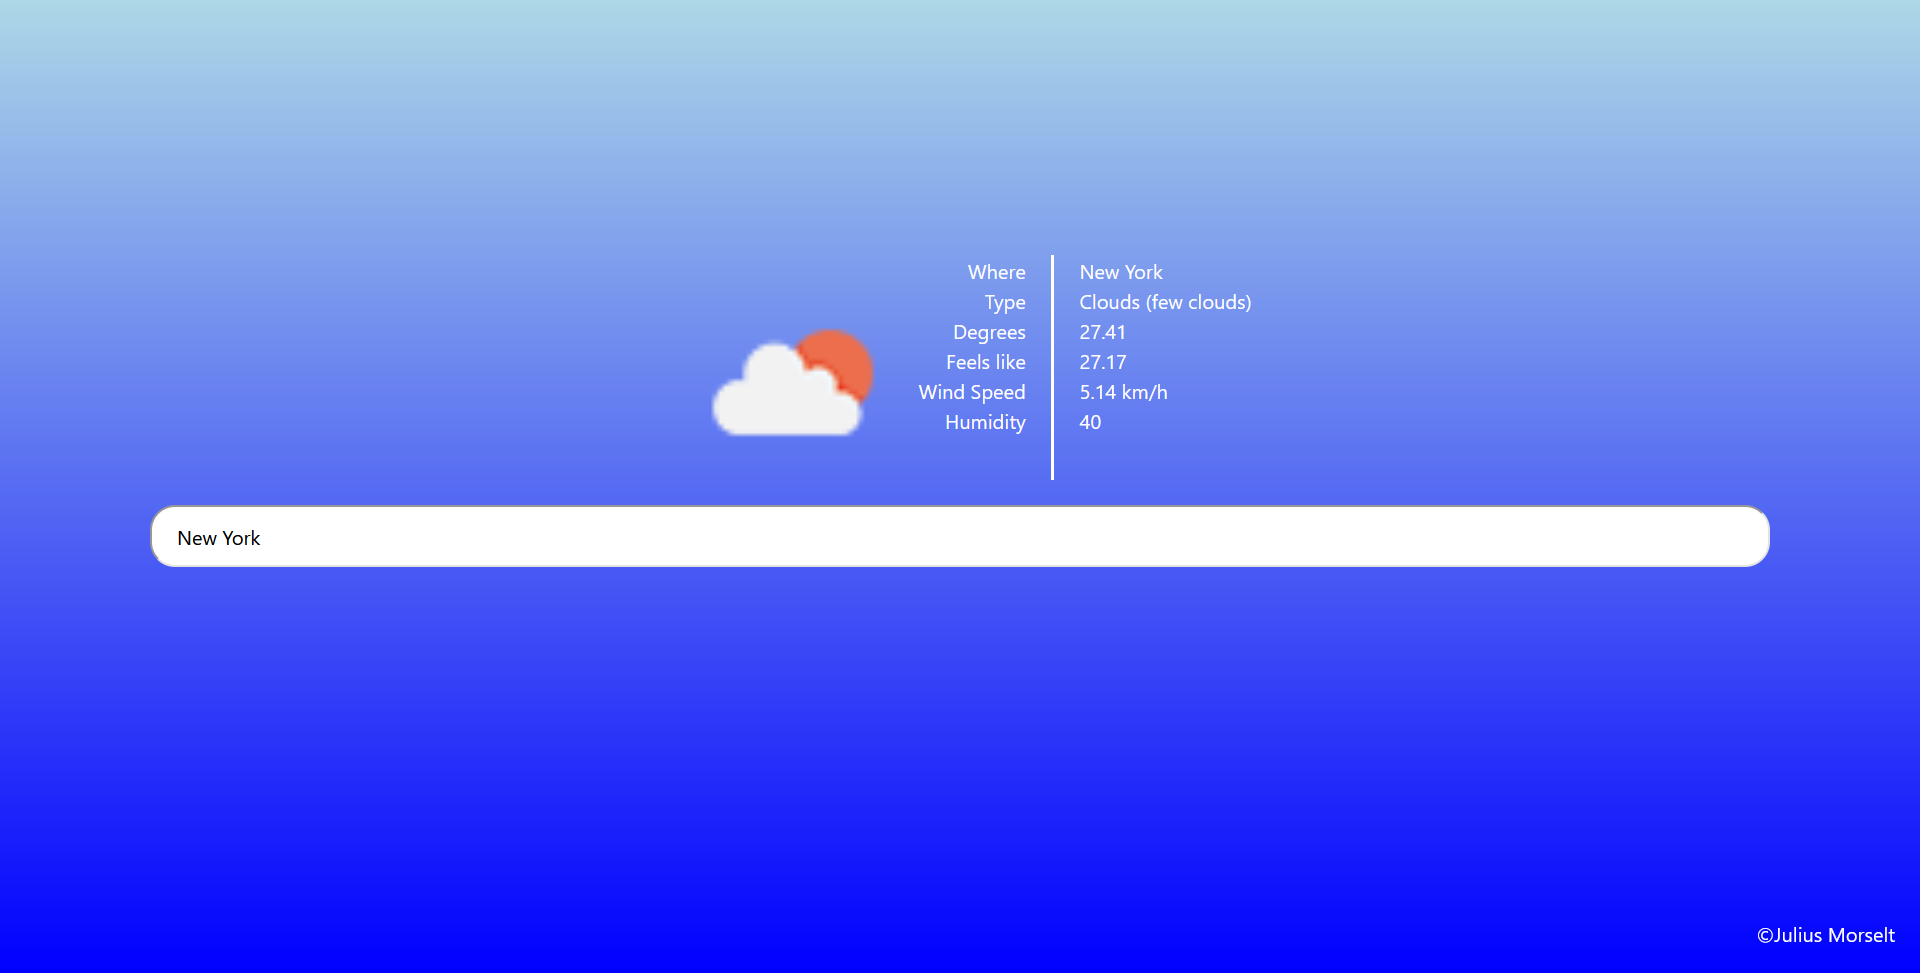 Where New York
Type Clouds (few clouds)
Degrees 27.41
Feels like 27.17
Wind Speed 5.14 km/h
Humidity 40
New York
©Julius Morselt